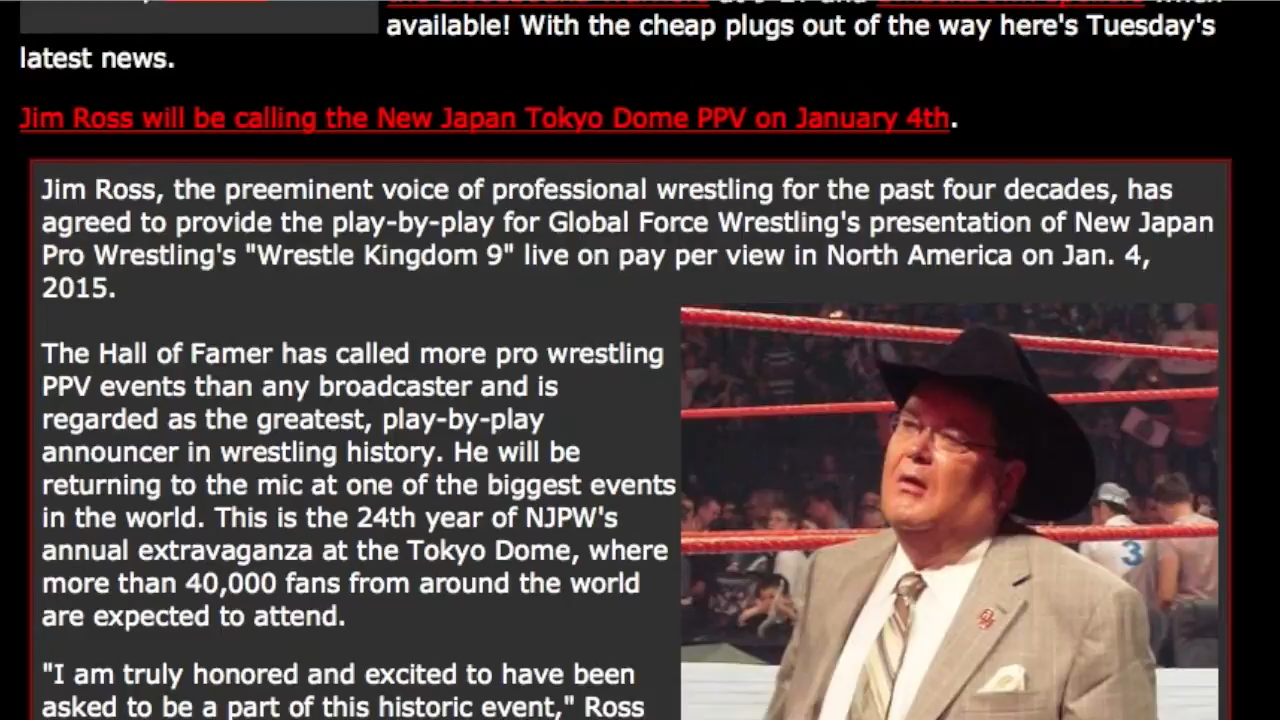 available! With the cheap plugs out of the way here's Tuesday's
latest news.
Jim Ross will be calling the New Japan Tokyo Dome PPV on January 4th.
Jim Ross, the preeminent voice of professional wrestling for the past four decades, has
agreed to provide the play-by-play for Global Force Wrestling's presentation of New Japan
Pro Wrestling's "Wrestle Kingdom 9" live on pay per view in North America on Jan. 4,
2015.
The Hall of Famer has called more pro wrestling
PPV events than any broadcaster and is
regarded as the greatest, play-by-play
announcer in wrestling history. He will be
returning to the mic at one of the biggest events
in the world. This is the 24th year of NJPW's
annual extravaganza at the Tokyo Dome, where
more than 40,000 fans from around the world
are expected to attend.
"I am truly honored and excited to have been
asked to be a part of this historic event," Ross
3